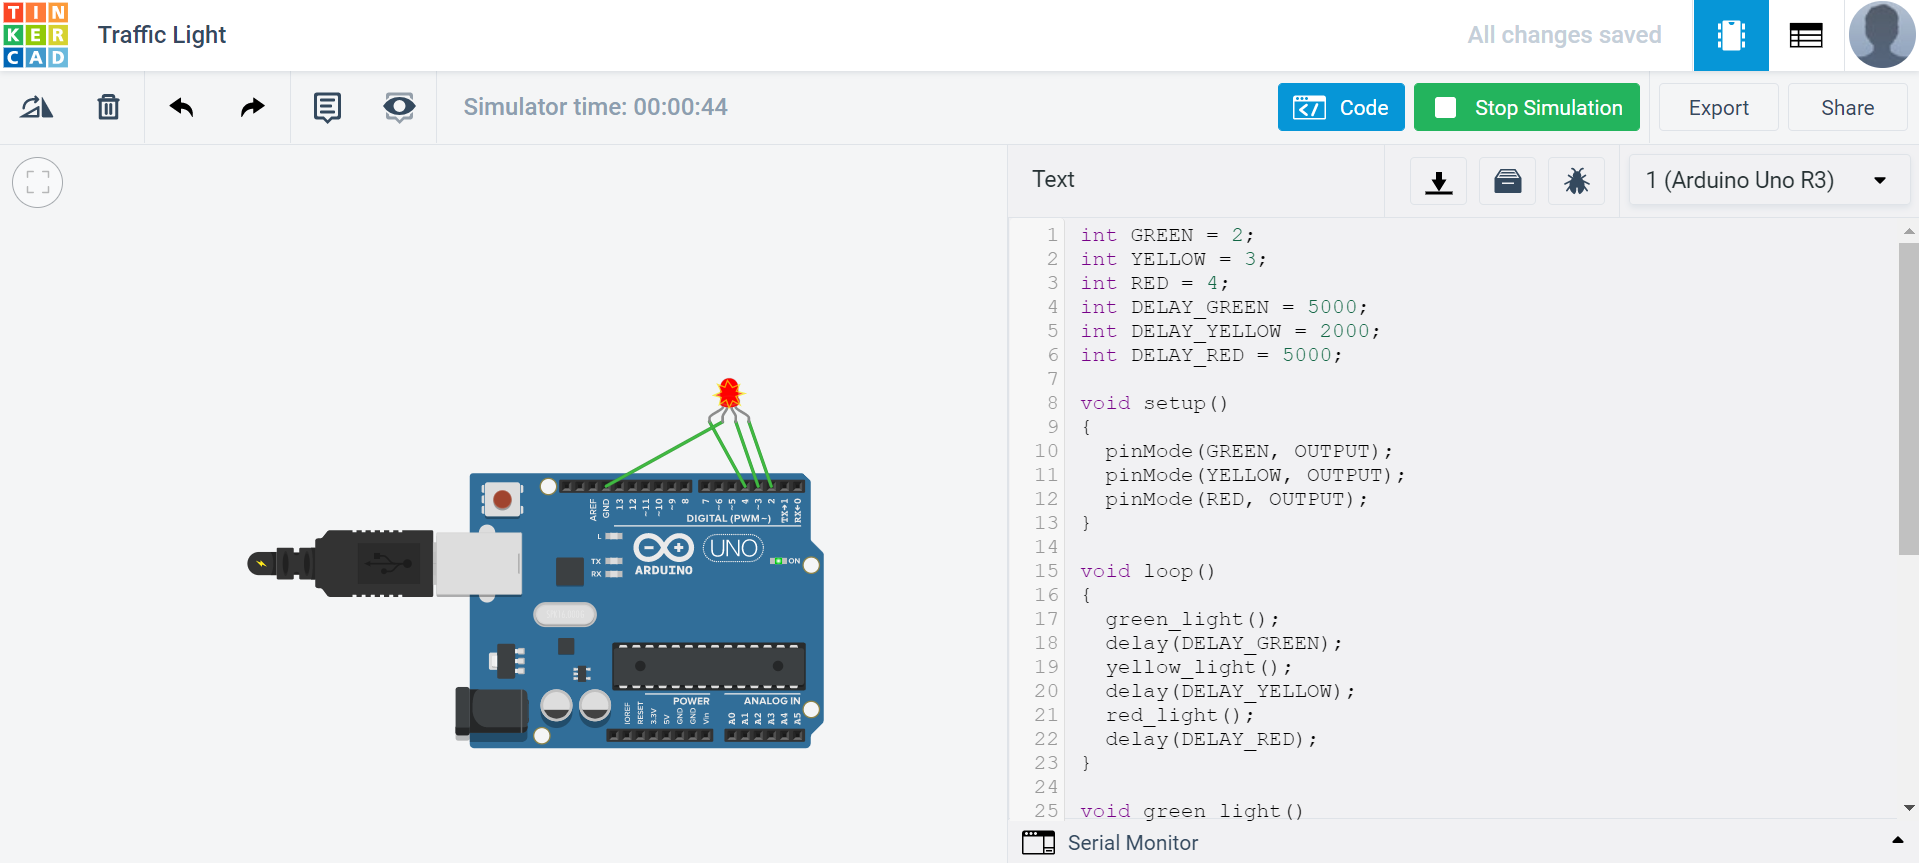 TIN
KER
CAD
Traffic Light
All changes saved
Simulator time: 00:00:44
Code
Stop Simulation
Export
Share
Text
1 (Arduino Uno R3)
1 int GREEN = 2;
2 int YELLOW = 3;
3 int RED = 4;
4 int DELAY_GREEN = 5000;
5 int DELAY_YELLOW = 2000;
6 int DELAY_RED = 5000;
7
8 void setup()
9 {
10 pinMode(GREEN, OUTPUT);
11 pinMode(YELLOW, OUTPUT);
12 pinMode(RED, OUTPUT);
13 }
14
15 void loop()
16 {
17 green_light();
18 delay(DELAY_GREEN);
19 yellow_light();
20 delay(DELAY_YELLOW);
21 red_light();
22 delay(DELAY_RED);
23 }
24
25 void green_light()
Serial Monitor
AREF GND 13 12 ~11 ~10 ~9 8 7 ~6 ~5 4 ~3 2 TX→1 RX←0
DIGITAL (PWM~)
L
TX
RX
ARDUINO
UNO
ON
POWER
ANALOG IN
IOREF RESET 3.3V 5V GND GND Vin A0 A1 A2 A3 A4 A5